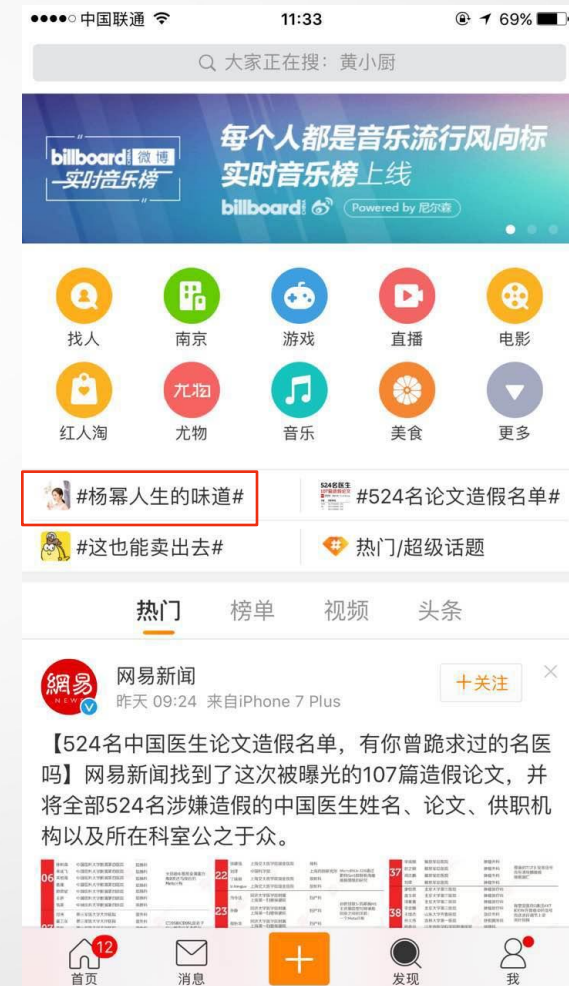 中国联通 11:33 69%
大家正在搜：黄小厨
billboard 微博
实时音乐榜
每个人都是音乐流行风向标
实时音乐榜上线
billboard Powered by 尼尔森
找人 南京 游戏 直播 电影
尤物
红人淘 尤物 音乐 美食 更多
#杨幂人生的味道# #524名论文造假名单#
#这也能卖出去# 热门/超级话题
热门 榜单 视频 头条
網易
NEWS
网易新闻
昨天 09:24 来自iPhone 7 Plus
+关注
【524名中国医生论文造假名单，有你曾跪求过的名医
吗】网易新闻找到了这次被曝光的107篇造假论文，并
将全部524名涉嫌造假的中国医生姓名、论文、供职机
构以及所在科室公之于众。
06 22 37
23 38
12
首页 消息 发现 我